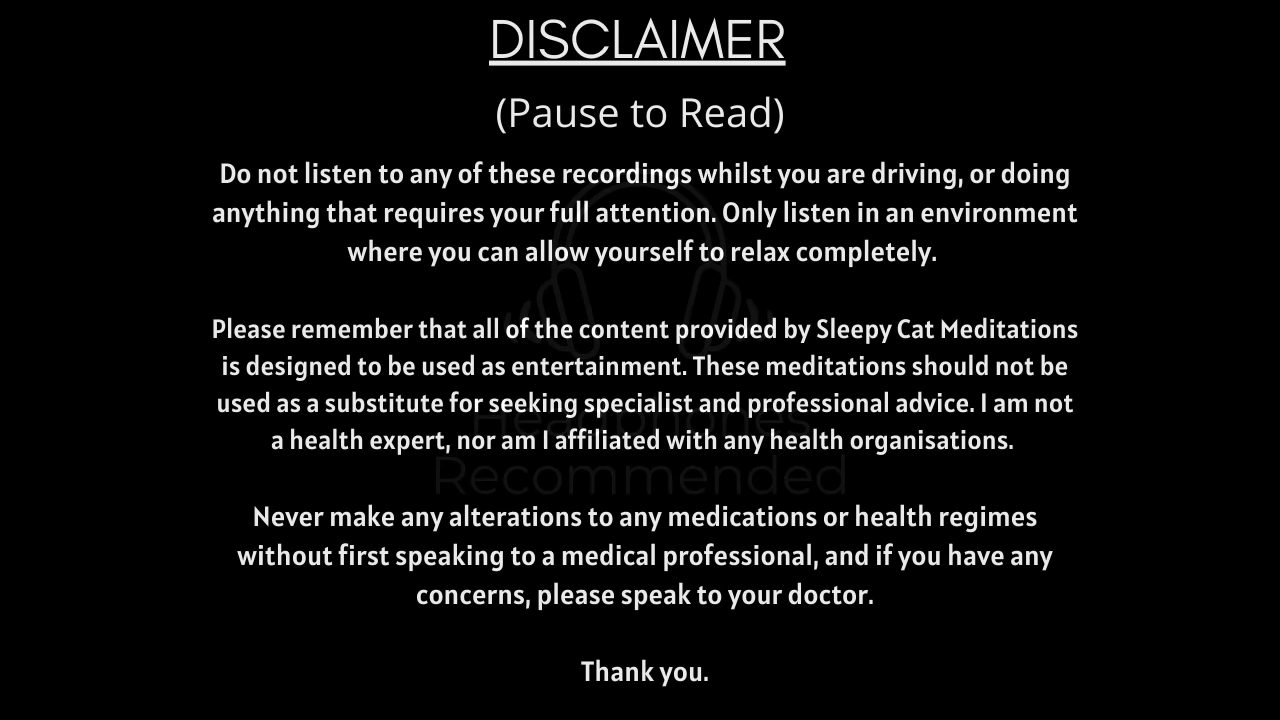 DISCLAIMER
(Pause to Read)
Do not listen to any of these recordings whilst you are driving, or doing
anything that requires your full attention. Only listen in an environment
where you can allow yourself to relax completely.
Please remember that all of the content provided by Sleepy Cat Meditations
is designed to be used as entertainment. These meditations should not be
used as a substitute for seeking specialist and professional advice. I am not
a health expert, nor am I affiliated with any health organisations.
Headphones
Recommended
Never make any alterations to any medications or health regimes
without first speaking to a medical professional, and if you have any
concerns, please speak to your doctor.
Thank you.